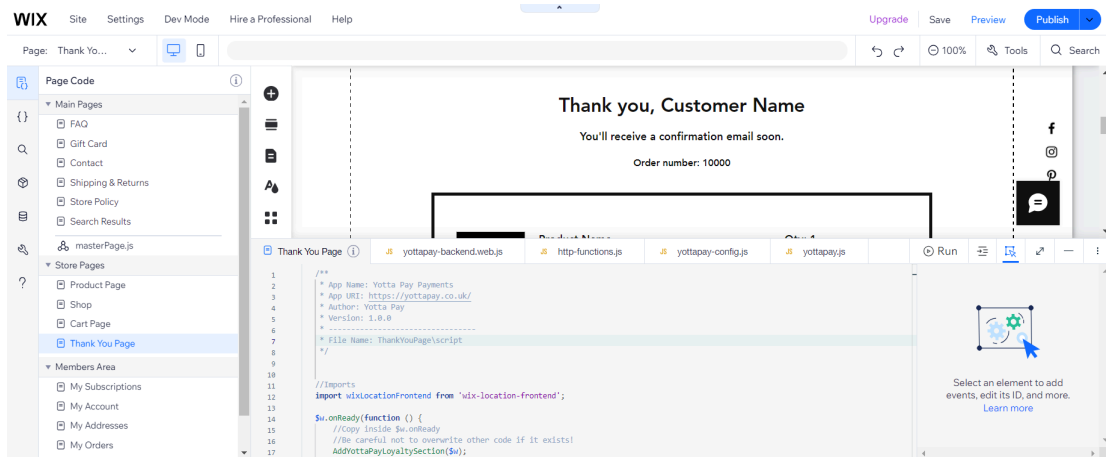 WIX Site Settings Dev Mode Hire a Professional Help Upgrade Save Preview Publish
Page: Thank Yo... 100% Tools Search
Page Code
Main Pages
FAQ
Gift Card
Contact
Shipping & Returns
Store Policy
Search Results
masterPage.js
Store Pages
Product Page
Shop
Cart Page
Thank You Page
Members Area
My Subscriptions
My Account
My Addresses
My Orders
Thank you, Customer Name
You'll receive a confirmation email soon.
Order number: 10000
Product Name Qty: 1
Thank You Page JS yottapay-backend.web.js JS http-functions.js JS yottapay-config.js JS yottapay.js Run
1 /**
2 * App Name: Yotta Pay Payments
3 * App URI: https://yottapay.co.uk/
4 * Author: Yotta Pay
5 * Version: 1.0.0
6 * ---------------------------------
7 * File Name: ThankYouPage\script
8 */
9
10
11 //Imports
12 import wixLocationFrontend from 'wix-location-frontend';
13
14 $w.onReady(function () {
15 //Copy inside $w.onReady
16 //Be careful not to overwrite other code if it exists!
17 AddYottaPayLoyaltySection($w);
Select an element to add
events, edit its ID, and more.
Learn more